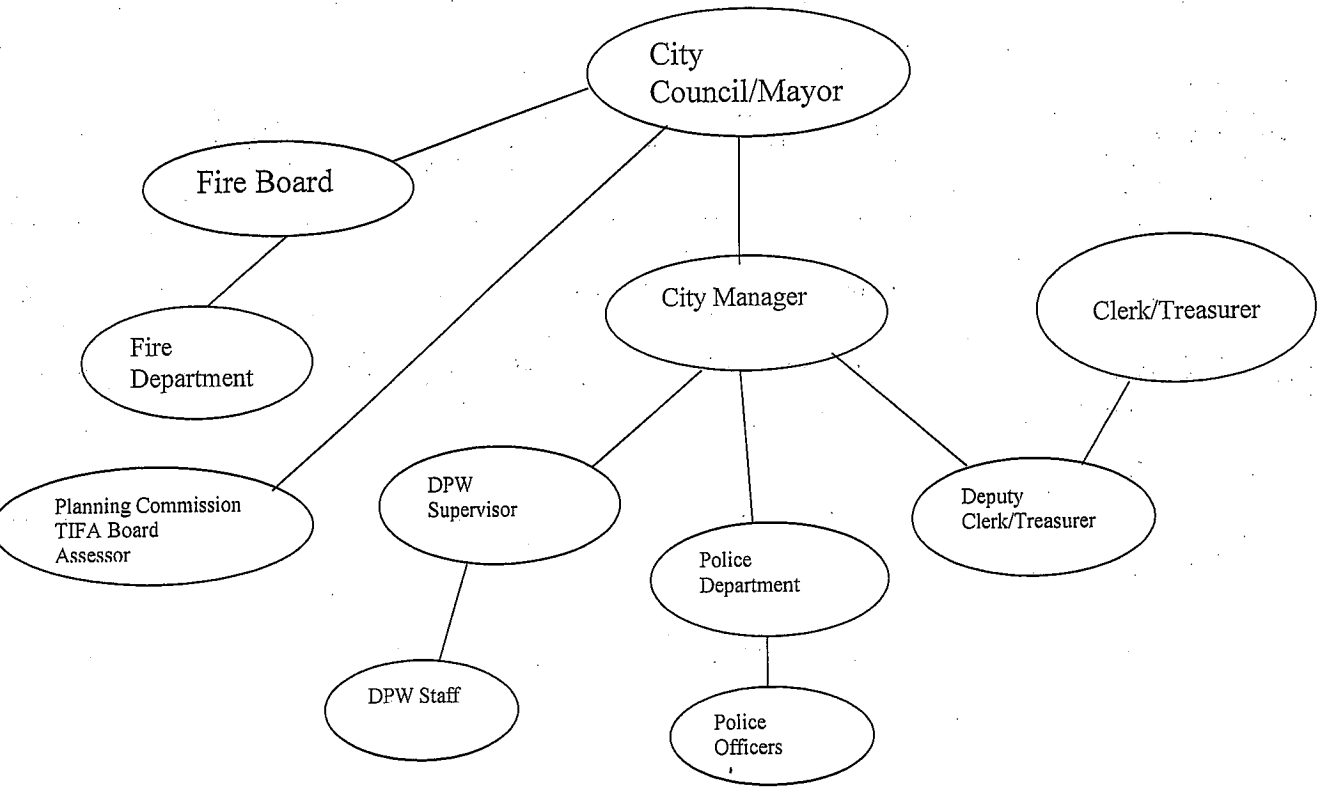 City
Council/Mayor
Fire Board
City Manager
Clerk/Treasurer
Fire
Department
Planning Commission
TIFA Board
Assessor
DPW
Supervisor
Deputy
Clerk/Treasurer
Police
Department
DPW Staff
Police
Officers